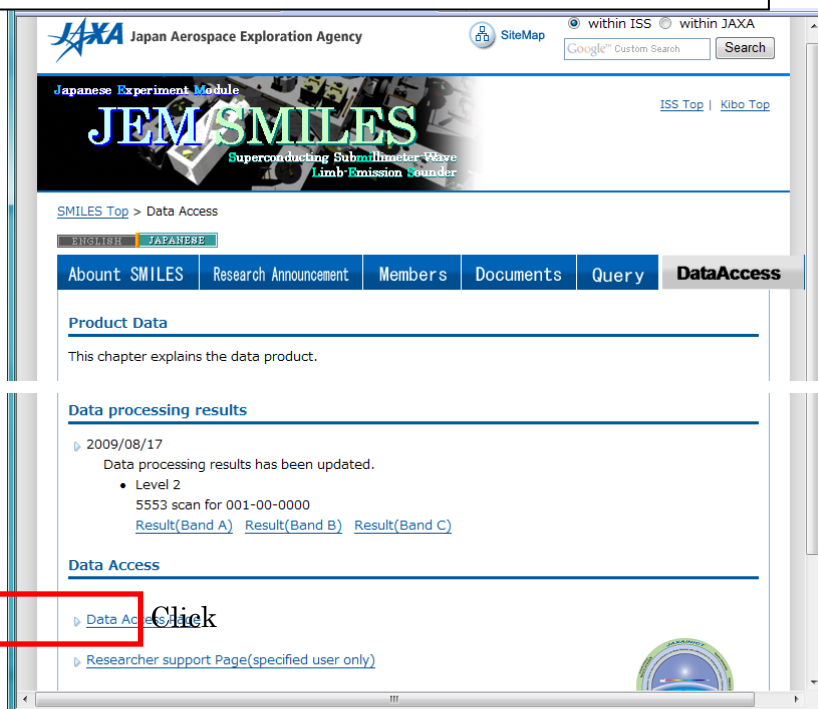 within ISS within JAXA
JAXA Japan Aerospace Exploration Agency
SiteMap
Google™ Custom Search Search
Japanese Experiment Module
JEM/SMILES
Superconducting Submillimeter-Wave
Limb-Emission Sounder
ISS Top | Kibo Top
SMILES Top > Data Access
ENGLISH JAPANESE
Abount SMILES Research Announcement Members Documents Query DataAccess
Product Data
This chapter explains the data product.
Data processing results
2009/08/17
Data processing results has been updated.
• Level 2
5553 scan for 001-00-0000
Result(Band A) Result(Band B) Result(Band C)
Data Access
Data Access Page
Click
Researcher support Page(specified user only)